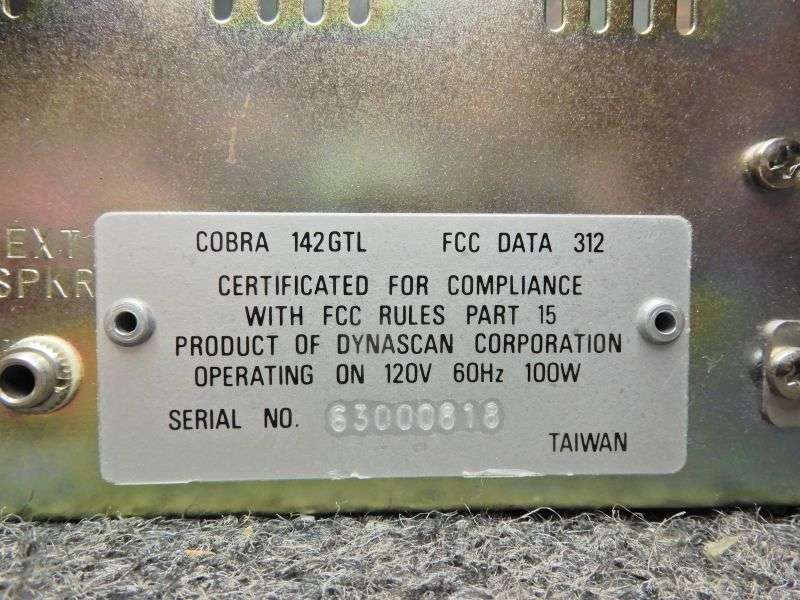 EXT
SPKR
COBRA 142GTL FCC DATA 312
CERTIFICATED FOR COMPLIANCE
WITH FCC RULES PART 15
PRODUCT OF DYNASCAN CORPORATION
OPERATING ON 120V 60Hz 100W
SERIAL NO. 63000818
TAIWAN